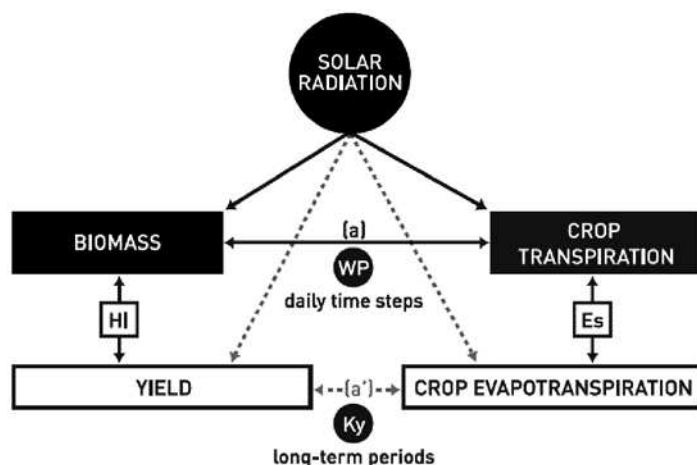 SOLAR
RADIATION
BIOMASS
(a)
WP
daily time steps
CROP
TRANSPIRATION
HI
Es
YIELD
(a')
Ky
long-term periods
CROP EVAPOTRANSPIRATION